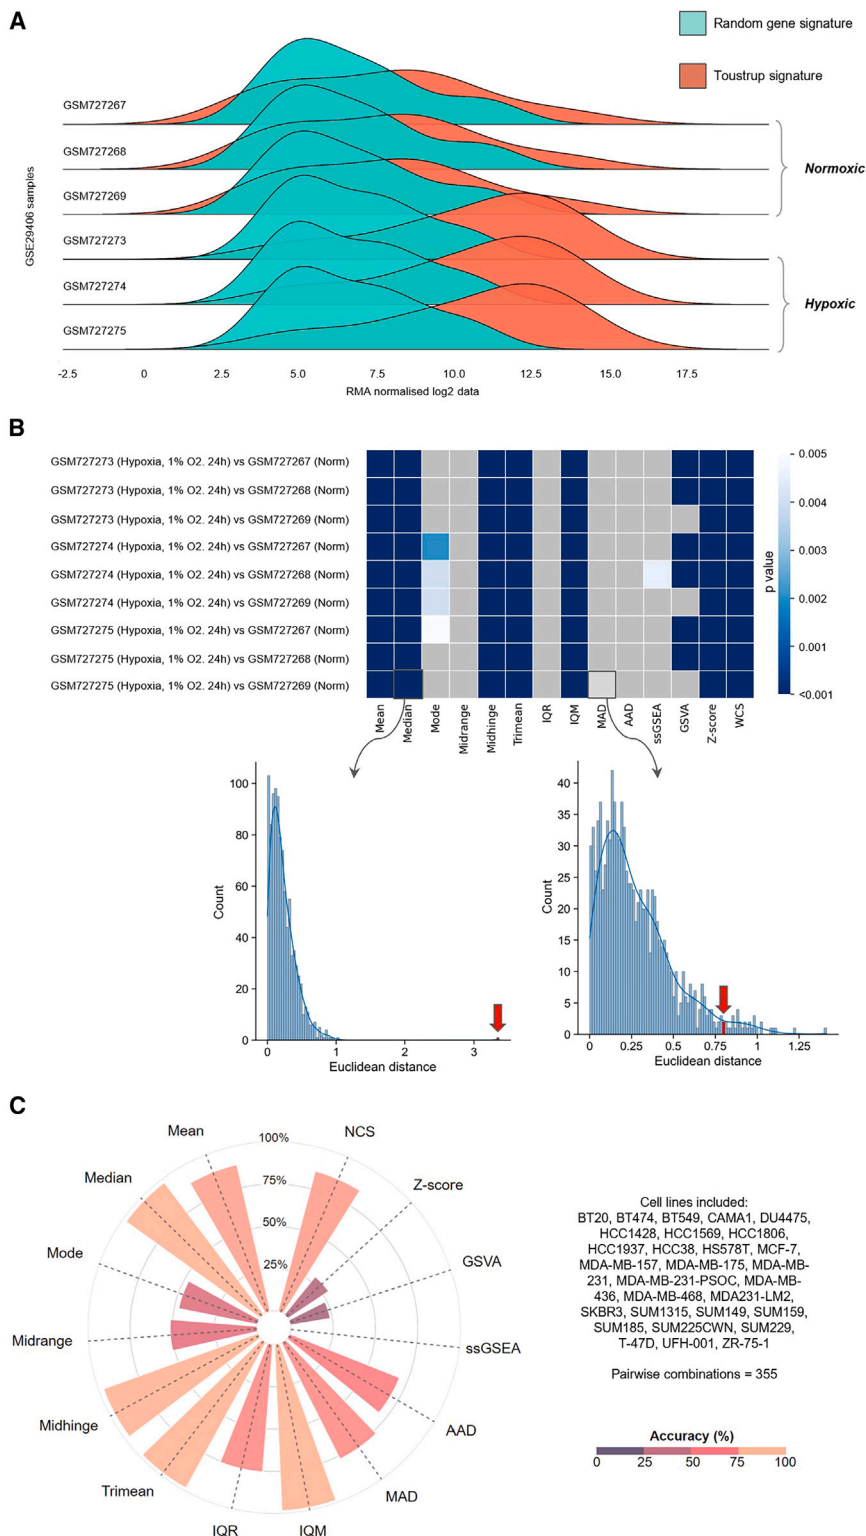 A
Random gene signature
Toustrup signature
GSE29406 samples
GSM727267
GSM727268
GSM727269
GSM727273
GSM727274
GSM727275
Normoxic
Hypoxic
-2.5 0 2.5 5.0 7.5 10.0 12.5 15.0 17.5
RMA normalised log2 data
B
GSM727273 (Hypoxia, 1% O2. 24h) vs GSM727267 (Norm)
GSM727273 (Hypoxia, 1% O2. 24h) vs GSM727268 (Norm)
GSM727273 (Hypoxia, 1% O2. 24h) vs GSM727269 (Norm)
GSM727274 (Hypoxia, 1% O2. 24h) vs GSM727267 (Norm)
GSM727274 (Hypoxia, 1% O2. 24h) vs GSM727268 (Norm)
GSM727274 (Hypoxia, 1% O2. 24h) vs GSM727269 (Norm)
GSM727275 (Hypoxia, 1% O2. 24h) vs GSM727267 (Norm)
GSM727275 (Hypoxia, 1% O2. 24h) vs GSM727268 (Norm)
GSM727275 (Hypoxia, 1% O2. 24h) vs GSM727269 (Norm)
Mean Median Mode Midrange Midhinge Trimean IQR IQM MAD AAD ssGSEA GSVA Z-score WCS
0.005
0.004
0.003
0.002
0.001
<0.001
p value
100
80
60
40
20
0
Count
0 1 2 3
Euclidean distance
40
35
30
25
20
15
10
5
0
Count
0 0.25 0.5 0.75 1 1.25
Euclidean distance
C
100%
75%
50%
25%
NCS
Z-score
GSVA
ssGSEA
AAD
MAD
IQM
IQR
Trimean
Midhinge
Midrange
Mode
Median
Mean
Cell lines included:
BT20, BT474, BT549, CAMA1, DU4475,
HCC1428, HCC1569, HCC1806,
HCC1937, HCC38, HS578T, MCF-7,
MDA-MB-157, MDA-MB-175, MDA-MB-
231, MDA-MB-231-PSOC, MDA-MB-
436, MDA-MB-468, MDA231-LM2,
SKBR3, SUM1315, SUM149, SUM159,
SUM185, SUM225CWN, SUM229,
T-47D, UFH-001, ZR-75-1
Pairwise combinations = 355
Accuracy (%)
0 25 50 75 100